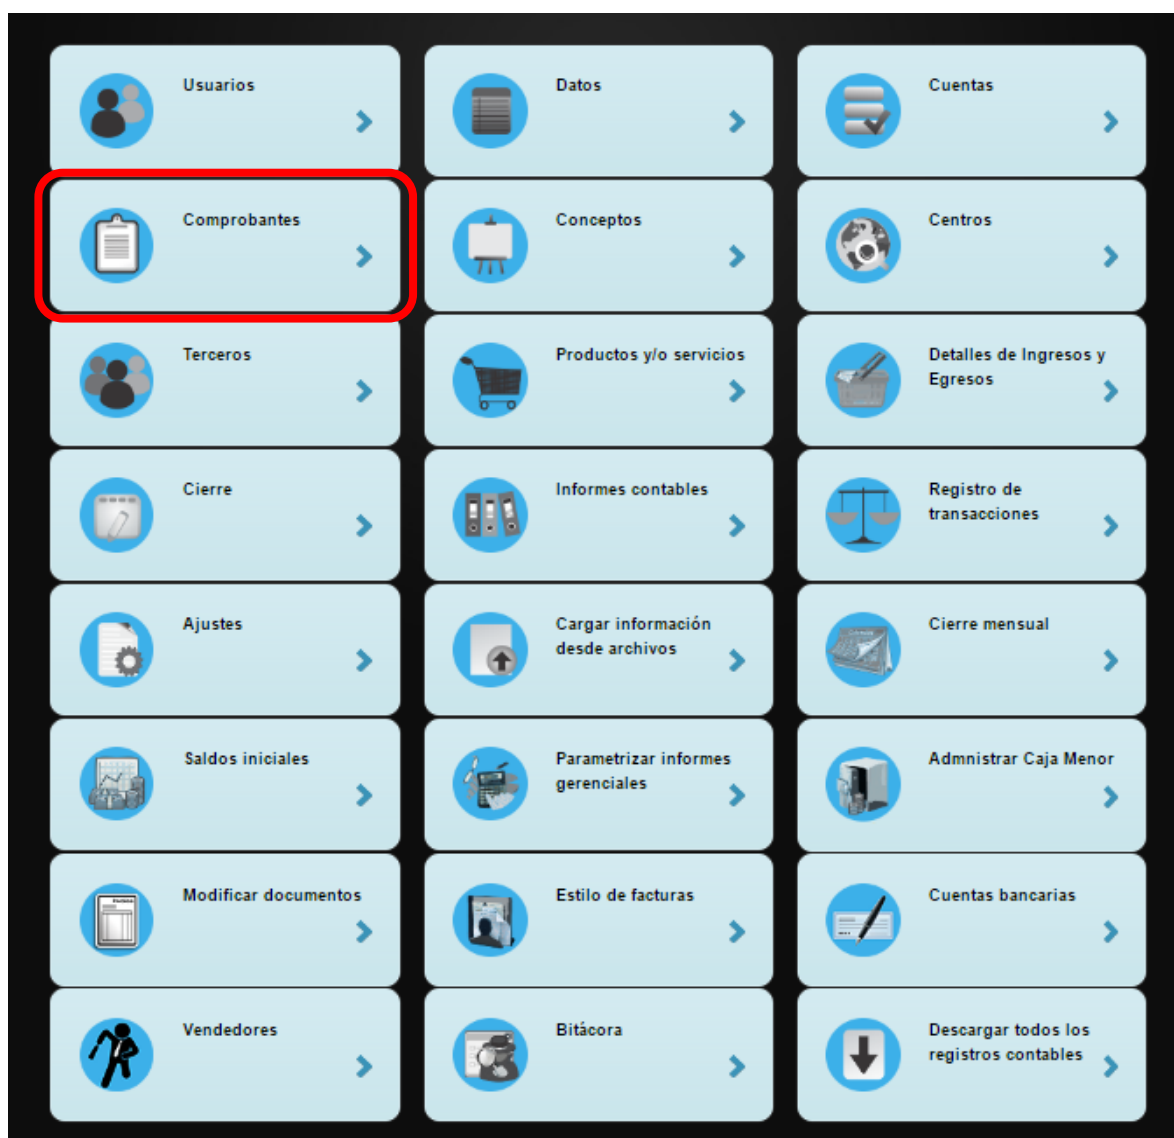 Usuarios
Datos
Cuentas
Comprobantes
Conceptos
Centros
Terceros
Productos y/o servicios
Detalles de Ingresos y
Egresos
Cierre
Informes contables
Registro de
transacciones
Ajustes
Cargar información
desde archivos
Cierre mensual
Saldos iniciales
Parametrizar informes
gerenciales
Admnistrar Caja Menor
Modificar documentos
Estilo de facturas
Cuentas bancarias
Vendedores
Bitácora
Descargar todos los
registros contables